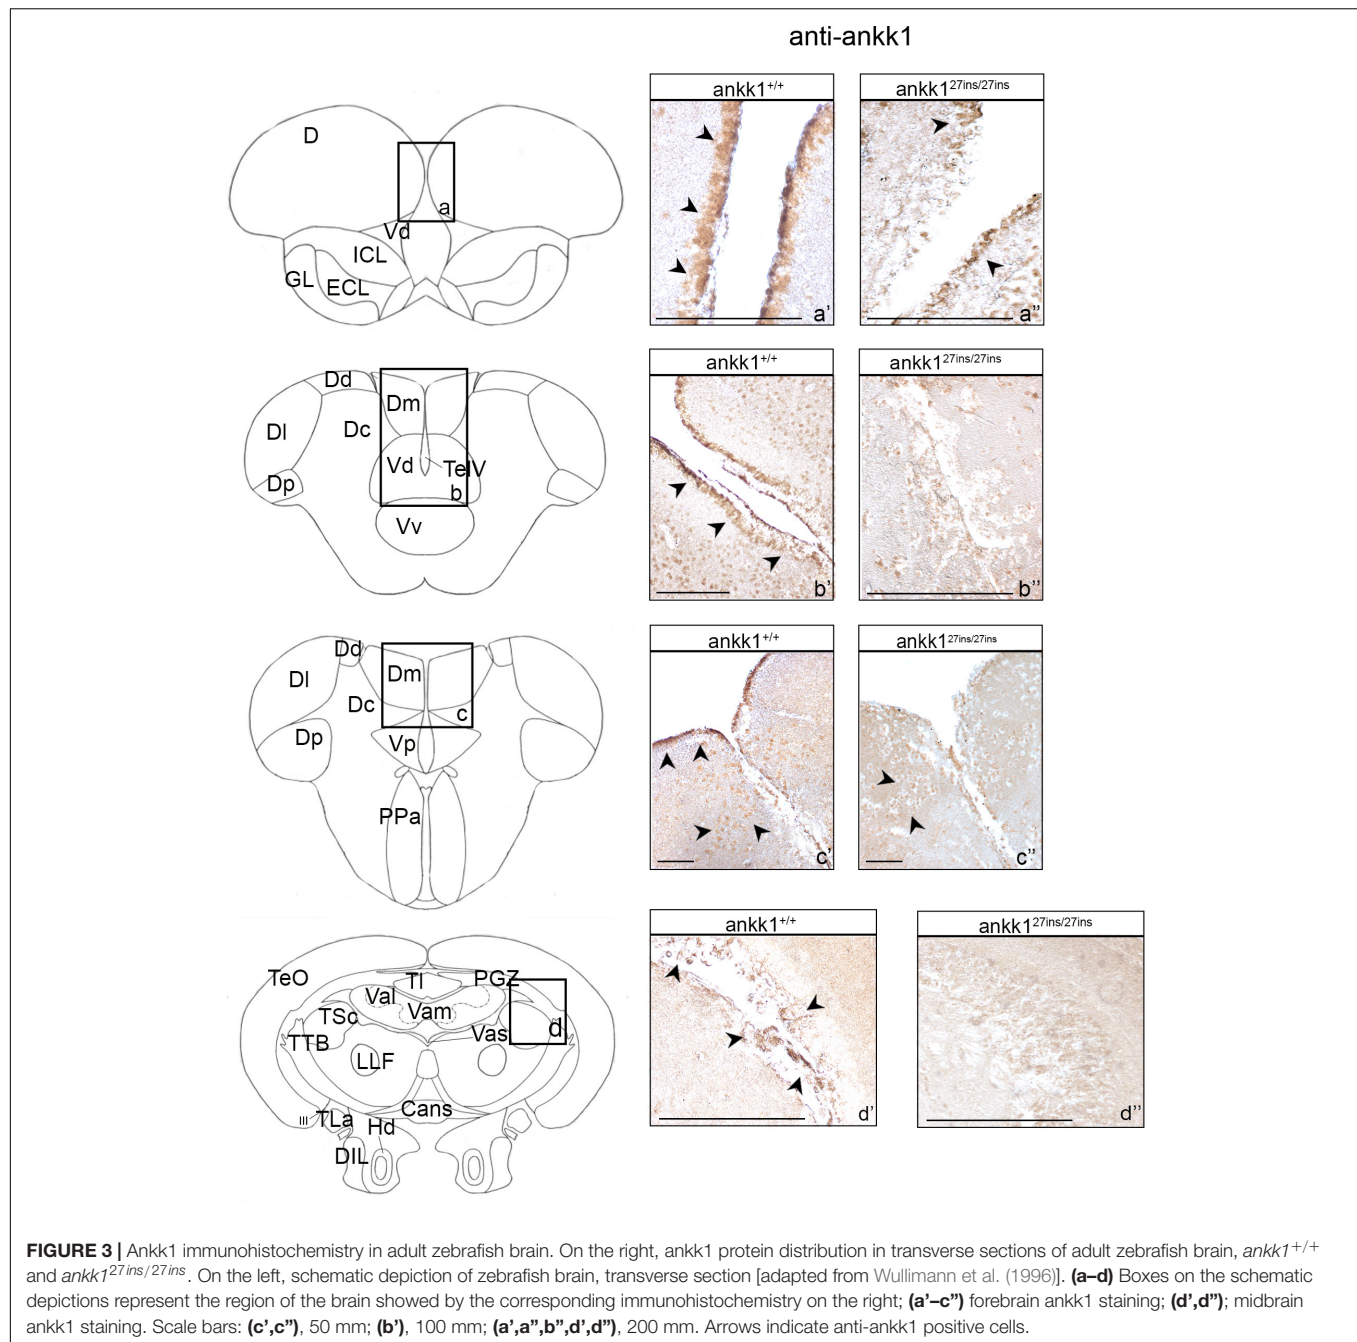 anti-ankk1
ankk1+/+
ankk127ins/27ins
D
a
Vd
ICL
GL
ECL
a'
a"
ankk1+/+
ankk127ins/27ins
Dd
Dm
Dl
Dc
Vd
TelV
Dp
b
Vv
b'
b"
ankk1+/+
ankk127ins/27ins
Dd
Dl
Dm
Dc
c
Dp
Vp
PPa
c'
c"
ankk1+/+
ankk127ins/27ins
TeO
Tl
PGZ
Val
Vam
TSc
Vas
d
TTB
LLF
Cans
III
TLa
Hd
DIL
d'
d"
FIGURE 3 | Ankk1 immunohistochemistry in adult zebrafish brain. On the right, ankk1 protein distribution in transverse sections of adult zebrafish brain, ankk1+/+
and ankk127ins/27ins. On the left, schematic depiction of zebrafish brain, transverse section [adapted from Wullimann et al. (1996)]. (a–d) Boxes on the schematic
depictions represent the region of the brain showed by the corresponding immunohistochemistry on the right; (a'–c") forebrain ankk1 staining; (d',d"); midbrain
ankk1 staining. Scale bars: (c',c"), 50 mm; (b'), 100 mm; (a',a",b",d',d"), 200 mm. Arrows indicate anti-ankk1 positive cells.